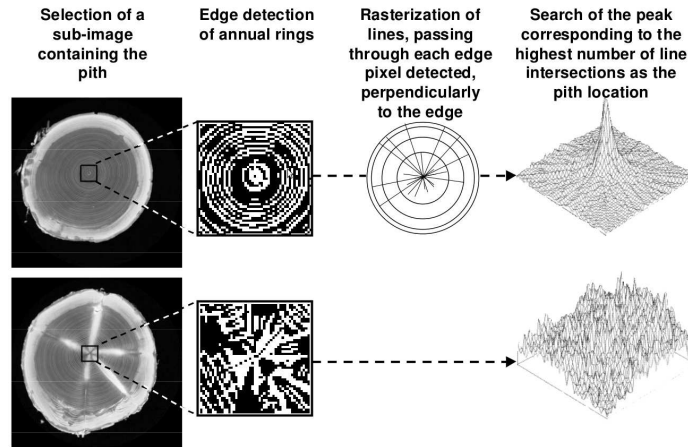 Selection of a
sub-image
containing the
pith
Edge detection
of annual rings
Rasterization of
lines, passing
through each edge
pixel detected,
perpendicularly
to the edge
Search of the peak
corresponding to the
highest number of line
intersections as the
pith location